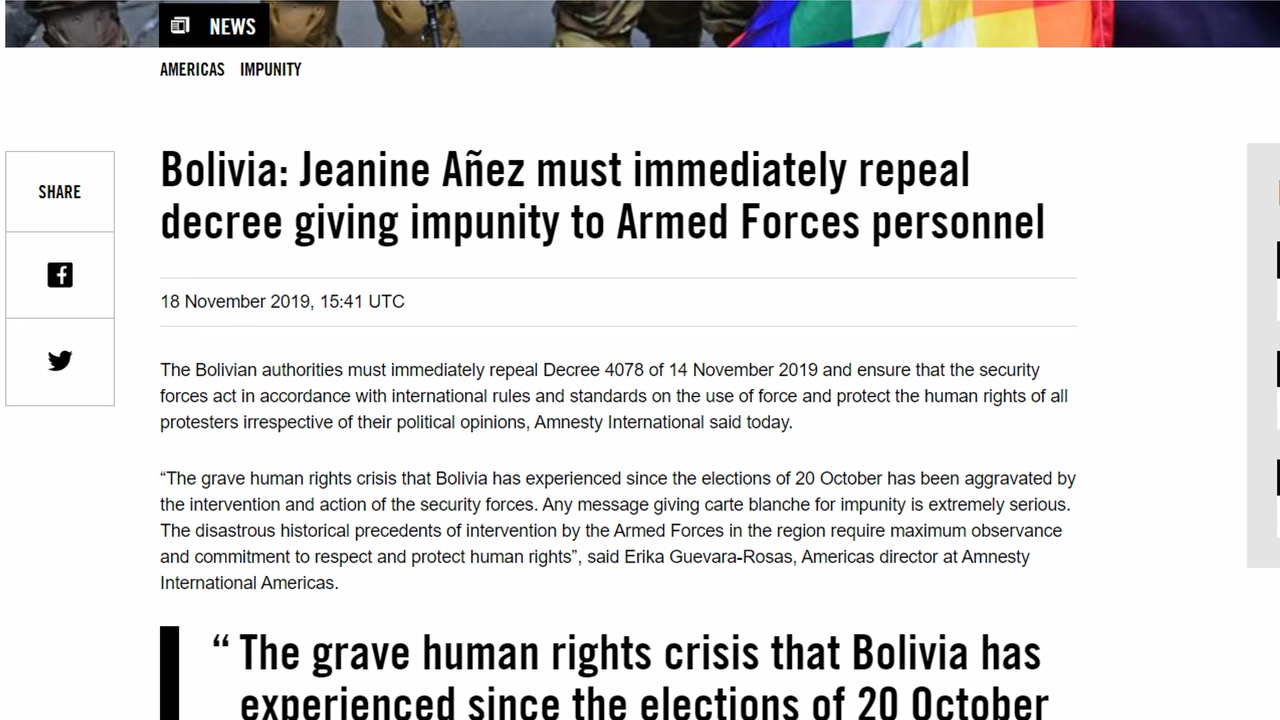 NEWS
AMERICAS IMPUNITY
SHARE
Bolivia: Jeanine Añez must immediately repeal
decree giving impunity to Armed Forces personnel
18 November 2019, 15:41 UTC
The Bolivian authorities must immediately repeal Decree 4078 of 14 November 2019 and ensure that the security
forces act in accordance with international rules and standards on the use of force and protect the human rights of all
protesters irrespective of their political opinions, Amnesty International said today.
“The grave human rights crisis that Bolivia has experienced since the elections of 20 October has been aggravated by
the intervention and action of the security forces. Any message giving carte blanche for impunity is extremely serious.
The disastrous historical precedents of intervention by the Armed Forces in the region require maximum observance
and commitment to respect and protect human rights”, said Erika Guevara-Rosas, Americas director at Amnesty
International Americas.
“ The grave human rights crisis that Bolivia has
experienced since the elections of 20 October